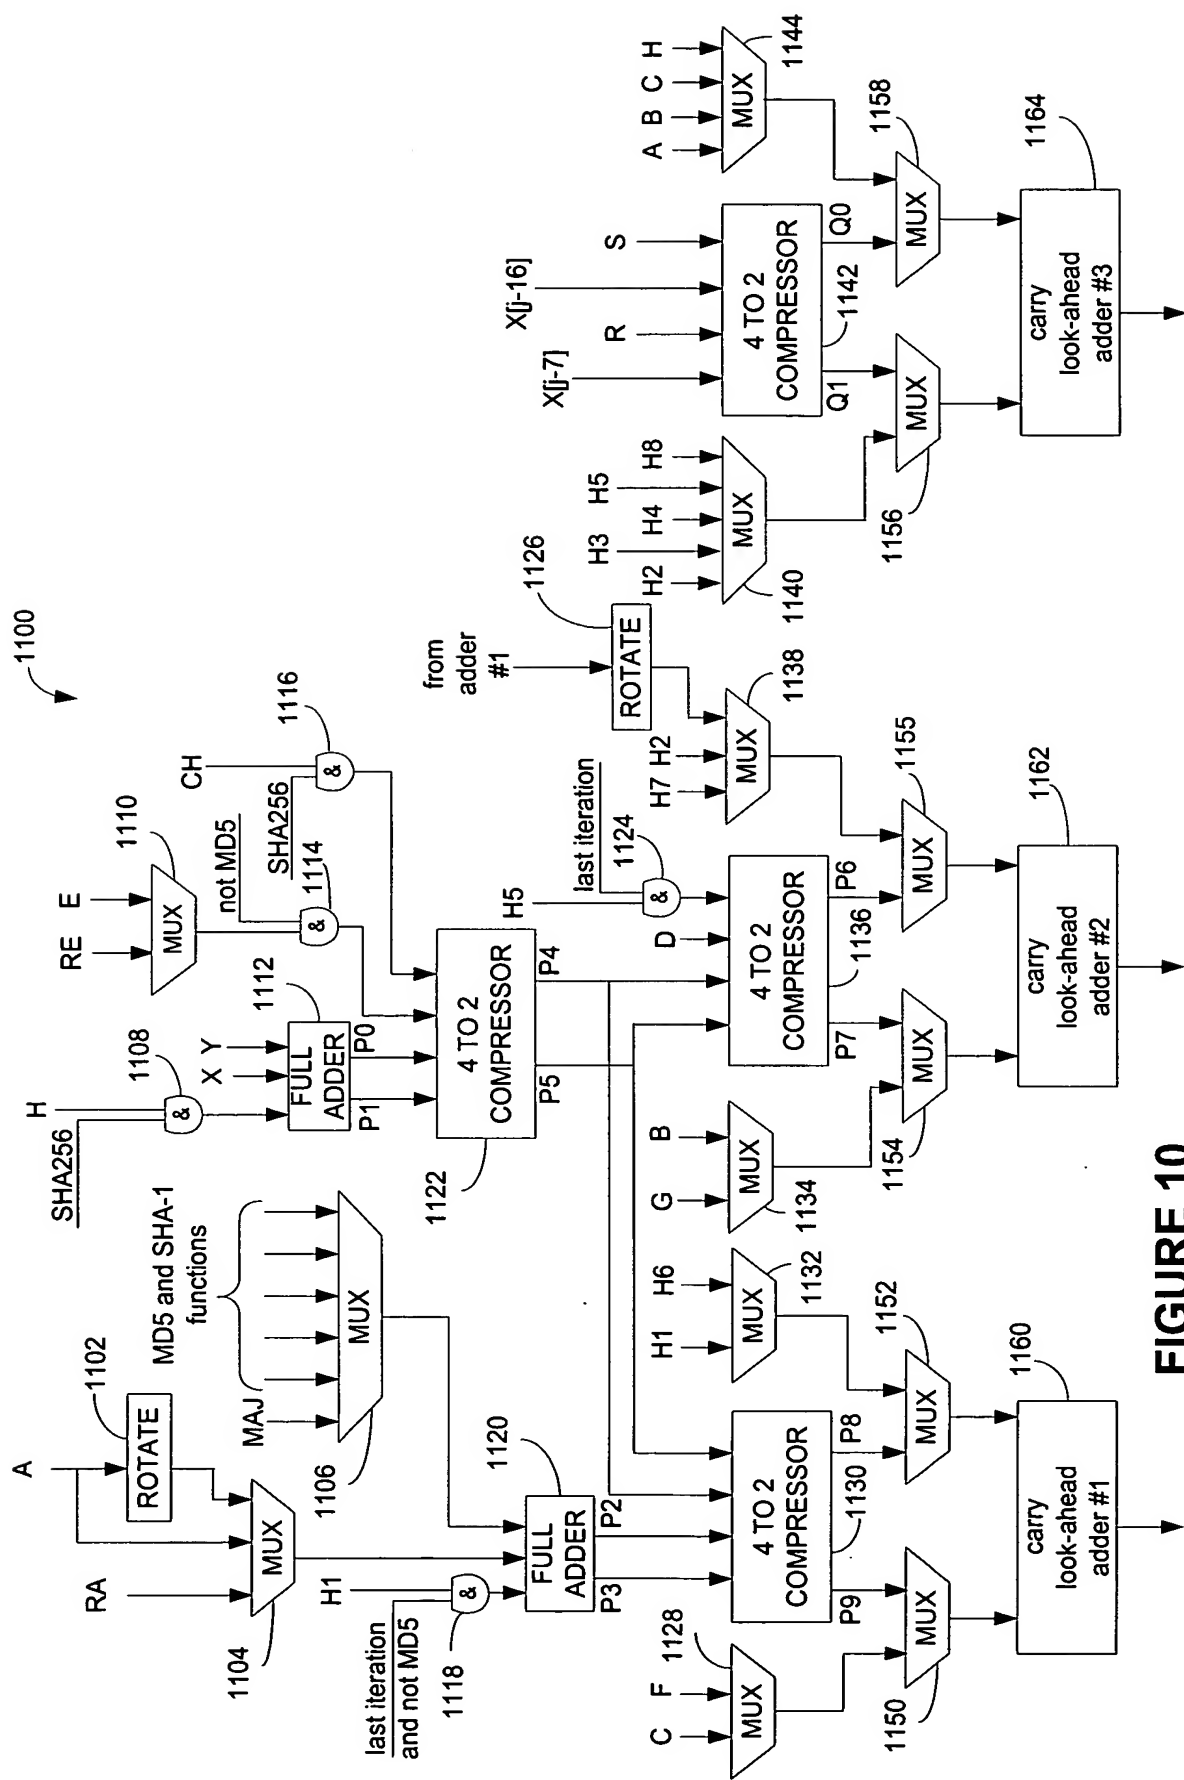 1100
A
RA
1102
ROTATE
MUX
1104
MD5 and SHA-1
functions
MAJ
MUX
1106
H
SHA256
&
1108
X
Y
FULL
ADDER
1112
P1
P0
RE
E
MUX
1110
not MD5
&
1114
CH
SHA256
&
1116
H1
last iteration
and not MD5
&
1118
FULL
ADDER
1120
P3
P2
4 TO 2
COMPRESSOR
1122
P5
P4
from
adder
#1
ROTATE
1126
X[j-7]
R
X[j-16]
S
4 TO 2
COMPRESSOR
1142
Q1
Q0
A
B
C
H
MUX
1144
C
F
MUX
1128
4 TO 2
COMPRESSOR
1130
P9
P8
H1
H6
MUX
1132
G
B
MUX
1134
H5
last iteration
&
1124
D
4 TO 2
COMPRESSOR
1136
P7
P6
H7
H2
MUX
1138
H2
H3
H4
H5
H8
MUX
1140
MUX
1150
MUX
1152
MUX
1154
MUX
1155
MUX
1156
MUX
1158
carry
look-ahead
adder #1
1160
carry
look-ahead
adder #2
1162
carry
look-ahead
adder #3
1164
FIGURE 10